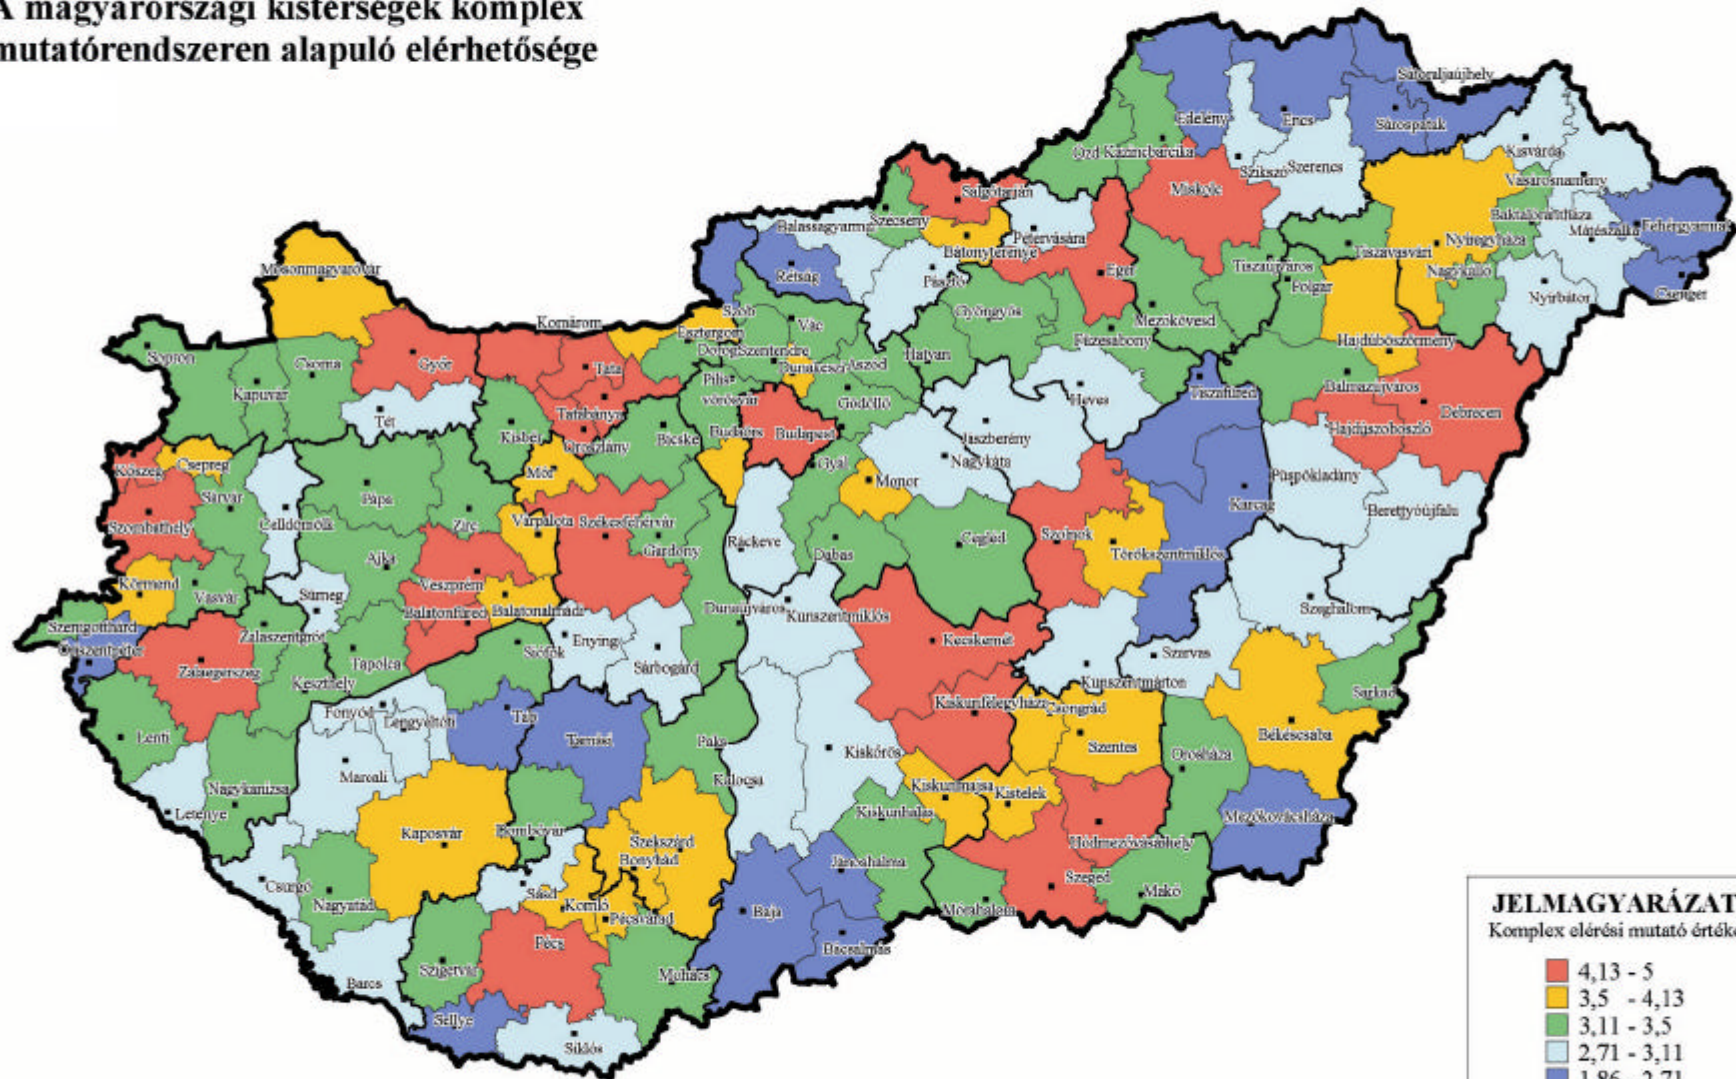 A magyarországi kistérségek komplex
mutatórendszeren alapuló elérhetősége
Sátoraljaújhely
Edelény
Encs
Sárospatak
Ózd
Kazincbarcika
Szikszó
Szerencs
Kisvárda
Vásárosnamény
Miskolc
Salgótarján
Szécsény
Balassagyarmat
Bátonyterenye
Pétervására
Baktalórántháza
Mátészalka
Fehérgyarmat
Nyíregyháza
Tiszavasvári
Nagykálló
Csenger
Nyírbátor
Mosonmagyaróvár
Rétság
Pásztó
Eger
Tiszaújváros
Polgár
Komárom
Szob
Vác
Gyöngyös
Mezőkövesd
Füzesabony
Hajdúböszörmény
Sopron
Csorna
Győr
Tata
Esztergom
Dorog
Szentendre
Dunakeszi
Aszód
Hatvan
Kapuvár
Tét
Tatabánya
Pilis-
vörösvár
Gödöllő
Heves
Tiszafüred
Balmazújváros
Debrecen
Hajdúszoboszló
Kisbér
Oroszlány
Bicske
Budaörs
Budapest
Jászberény
Nagykáta
Kőszeg
Csepreg
Mór
Gyál
Monor
Püspökladány
Karcag
Berettyóújfalu
Sárvár
Pápa
Zirc
Celldömölk
Szombathely
Várpalota
Székesfehérvár
Gárdony
Ráckeve
Dabas
Cegléd
Szolnok
Törökszentmiklós
Ajka
Veszprém
Körmend
Vasvár
Sümeg
Balatonfüred
Balatonalmádi
Dunaújváros
Kunszentmiklós
Szeghalom
Szentgotthárd
Őriszentpéter
Zalaszentgrót
Zalaegerszeg
Tapolca
Keszthely
Siófok
Enying
Sárbogárd
Kecskemét
Szarvas
Kunszentmárton
Sarkad
Lenti
Fonyód
Lengyeltóti
Tab
Tamási
Paks
Kiskunfélegyháza
Csongrád
Szentes
Békéscsaba
Orosháza
Marcali
Kalocsa
Kiskőrös
Nagykanizsa
Letenye
Kiskunmajsa
Kistelek
Kiskunhalas
Mezőkovácsháza
Kaposvár
Dombóvár
Szekszárd
Bonyhád
Hódmezővásárhely
Jánoshalma
Csurgó
Nagyatád
Sásd
Komló
Pécsvárad
Baja
Szeged
Makó
Mórahalom
Bácsalmás
Pécs
Szigetvár
Barcs
Mohács
Sellye
Siklós
JELMAGYARÁZAT
Komplex elérési mutató értéke
4,13 - 5
3,5 - 4,13
3,11 - 3,5
2,71 - 3,11
1,86 - 2,71